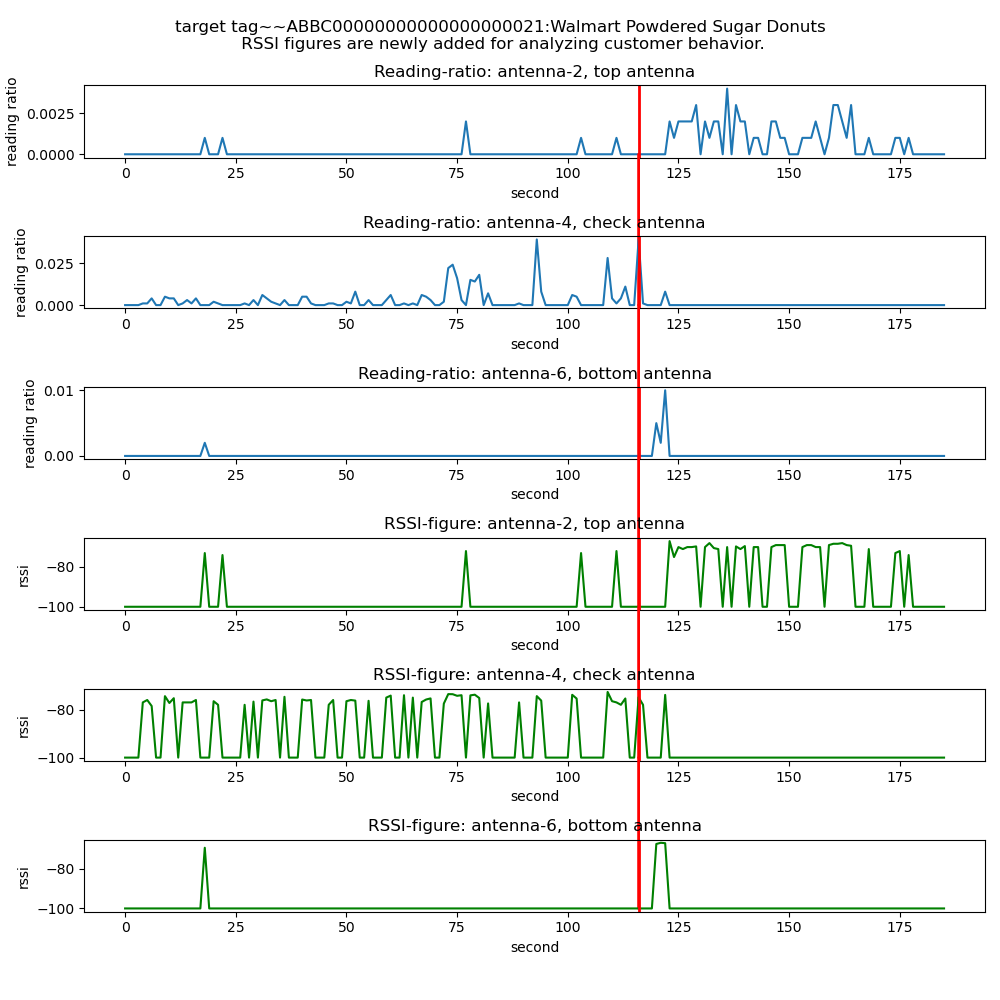 target tag~~ABBC00000000000000000021:Walmart Powdered Sugar Donuts
RSSI figures are newly added for analyzing customer behavior.
Reading-ratio: antenna-2, top antenna
reading ratio
0.0025
0.0000
0 25 50 75 100 125 150 175
second
Reading-ratio: antenna-4, check antenna
reading ratio
0.025
0.000
0 25 50 75 100 125 150 175
second
Reading-ratio: antenna-6, bottom antenna
reading ratio
0.01
0.00
0 25 50 75 100 125 150 175
second
RSSI-figure: antenna-2, top antenna
rssi
−80
−100
0 25 50 75 100 125 150 175
second
RSSI-figure: antenna-4, check antenna
rssi
−80
−100
0 25 50 75 100 125 150 175
second
RSSI-figure: antenna-6, bottom antenna
rssi
−80
−100
0 25 50 75 100 125 150 175
second